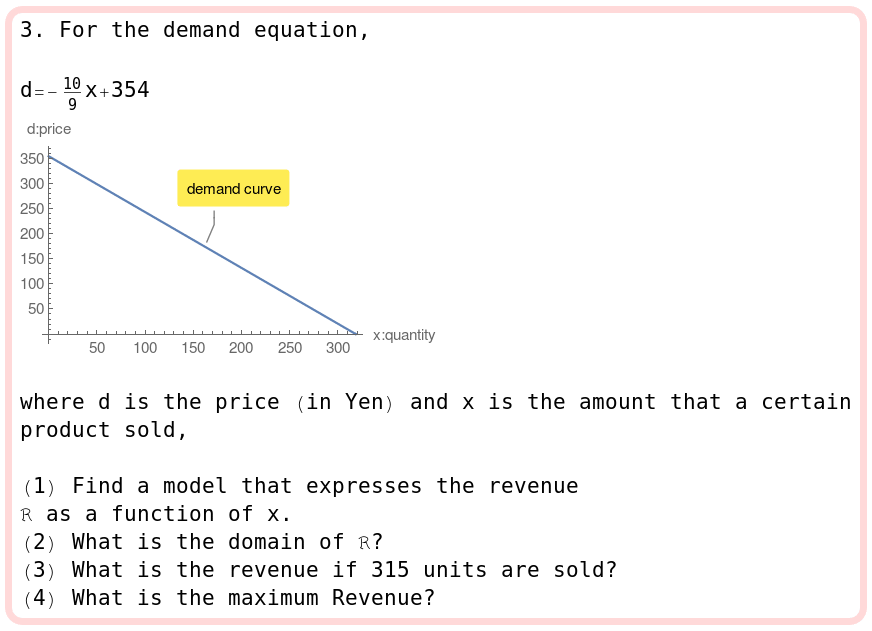 3. For the demand equation,
d=-10/9 x+354
d:price
350
300
250
200
150
100
50
demand curve
50 100 150 200 250 300
x:quantity
where d is the price (in Yen) and x is the amount that a certain
product sold,
(1) Find a model that expresses the revenue
ℛ as a function of x.
(2) What is the domain of ℛ?
(3) What is the revenue if 315 units are sold?
(4) What is the maximum Revenue?